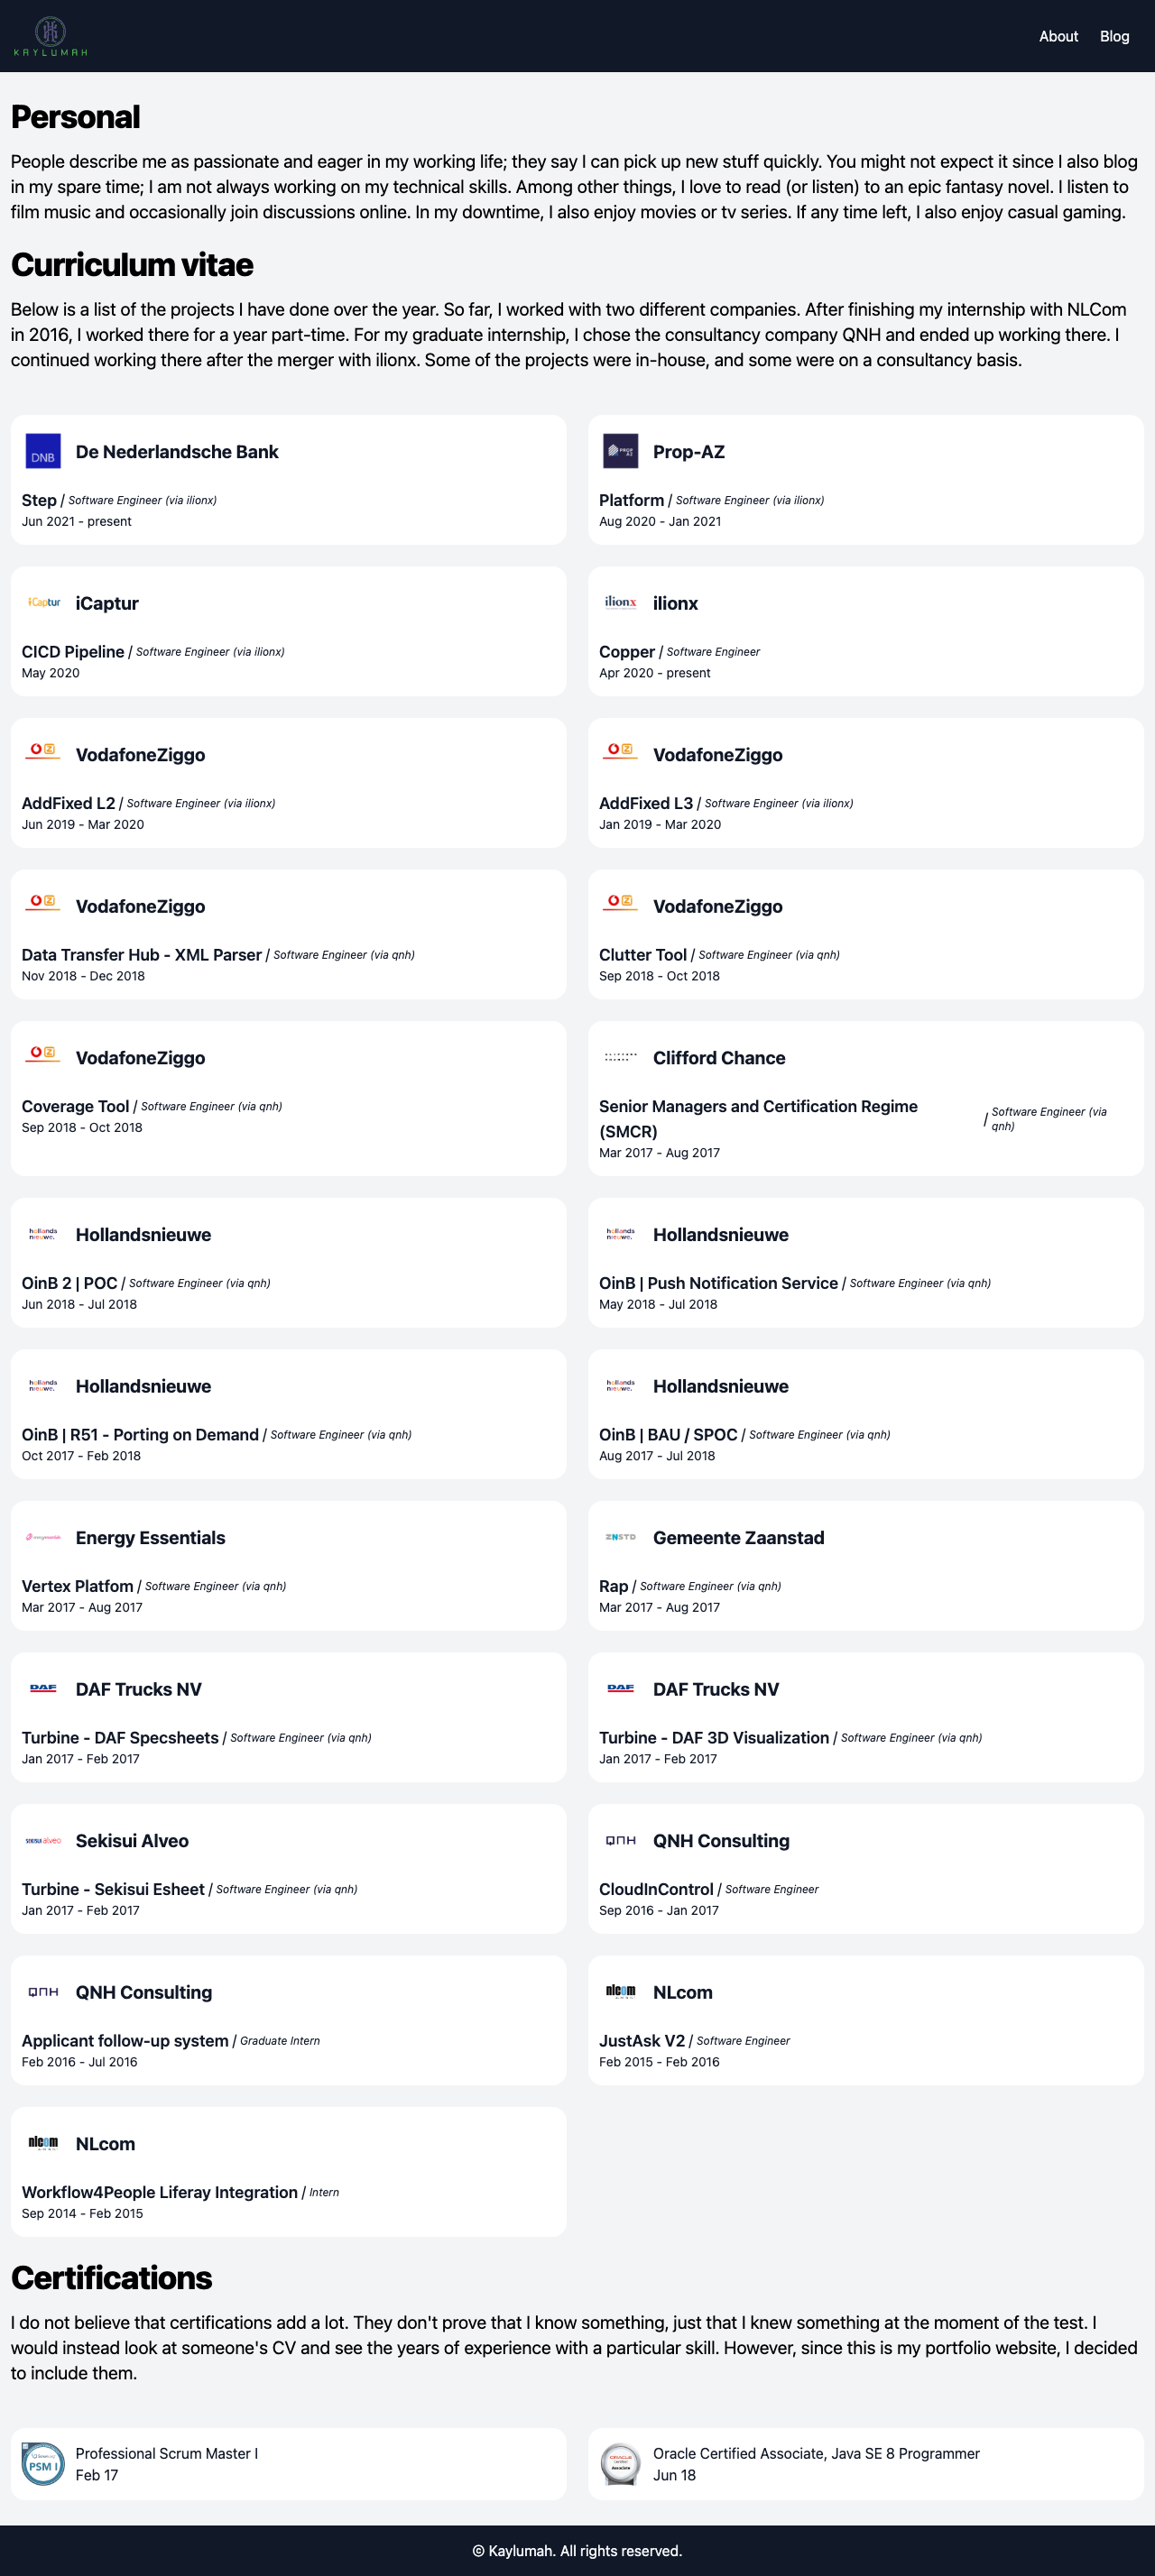 KAYLUMAH
About
Blog
Personal
People describe me as passionate and eager in my working life; they say I can pick up new stuff quickly. You might not expect it since I also blog
in my spare time; I am not always working on my technical skills. Among other things, I love to read (or listen) to an epic fantasy novel. I listen to
film music and occasionally join discussions online. In my downtime, I also enjoy movies or tv series. If any time left, I also enjoy casual gaming.
Curriculum vitae
Below is a list of the projects I have done over the year. So far, I worked with two different companies. After finishing my internship with NLCom
in 2016, I worked there for a year part-time. For my graduate internship, I chose the consultancy company QNH and ended up working there. I
continued working there after the merger with ilionx. Some of the projects were in-house, and some were on a consultancy basis.
DNB
De Nederlandsche Bank
Step / Software Engineer (via ilionx)
Jun 2021 - present
PROP AZ
Prop-AZ
Platform / Software Engineer (via ilionx)
Aug 2020 - Jan 2021
iCaptur
iCaptur
CICD Pipeline / Software Engineer (via ilionx)
May 2020
ilionx
ilionx
Copper / Software Engineer
Apr 2020 - present
VodafoneZiggo
AddFixed L2 / Software Engineer (via ilionx)
Jun 2019 - Mar 2020
VodafoneZiggo
AddFixed L3 / Software Engineer (via ilionx)
Jan 2019 - Mar 2020
VodafoneZiggo
Data Transfer Hub - XML Parser / Software Engineer (via qnh)
Nov 2018 - Dec 2018
VodafoneZiggo
Clutter Tool / Software Engineer (via qnh)
Sep 2018 - Oct 2018
VodafoneZiggo
Coverage Tool / Software Engineer (via qnh)
Sep 2018 - Oct 2018
Clifford Chance
Senior Managers and Certification Regime
(SMCR)
/ Software Engineer (via
qnh)
Mar 2017 - Aug 2017
hollands
nieuwe.
Hollandsnieuwe
OinB 2 | POC / Software Engineer (via qnh)
Jun 2018 - Jul 2018
hollands
nieuwe.
Hollandsnieuwe
OinB | Push Notification Service / Software Engineer (via qnh)
May 2018 - Jul 2018
hollands
nieuwe.
Hollandsnieuwe
OinB | R51 - Porting on Demand / Software Engineer (via qnh)
Oct 2017 - Feb 2018
hollands
nieuwe.
Hollandsnieuwe
OinB | BAU / SPOC / Software Engineer (via qnh)
Aug 2017 - Jul 2018
Energy Essentials
Vertex Platfom / Software Engineer (via qnh)
Mar 2017 - Aug 2017
ZNSTD
Gemeente Zaanstad
Rap / Software Engineer (via qnh)
Mar 2017 - Aug 2017
DAF
DAF Trucks NV
Turbine - DAF Specsheets / Software Engineer (via qnh)
Jan 2017 - Feb 2017
DAF
DAF Trucks NV
Turbine - DAF 3D Visualization / Software Engineer (via qnh)
Jan 2017 - Feb 2017
SEKISUI alveo
Sekisui Alveo
Turbine - Sekisui Esheet / Software Engineer (via qnh)
Jan 2017 - Feb 2017
QNH
QNH Consulting
CloudInControl / Software Engineer
Sep 2016 - Jan 2017
QNH
QNH Consulting
Applicant follow-up system / Graduate Intern
Feb 2016 - Jul 2016
nlcom
NLcom
JustAsk V2 / Software Engineer
Feb 2015 - Feb 2016
nlcom
NLcom
Workflow4People Liferay Integration / Intern
Sep 2014 - Feb 2015
Certifications
I do not believe that certifications add a lot. They don't prove that I know something, just that I knew something at the moment of the test. I
would instead look at someone's CV and see the years of experience with a particular skill. However, since this is my portfolio website, I decided
to include them.
PSM I
Professional Scrum Master I
Feb 17
ORACLE
Associate
Oracle Certified Associate, Java SE 8 Programmer
Jun 18
© Kaylumah. All rights reserved.